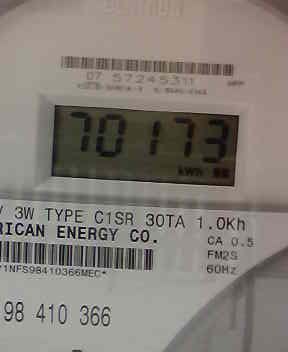 07 57245311
70173
kWh
V 3W TYPE C1SR 30TA 1.0Kh
RICAN ENERGY CO.
CA 0.5
FM2S
*1NFS98410366MEC*
60Hz
98 410 366